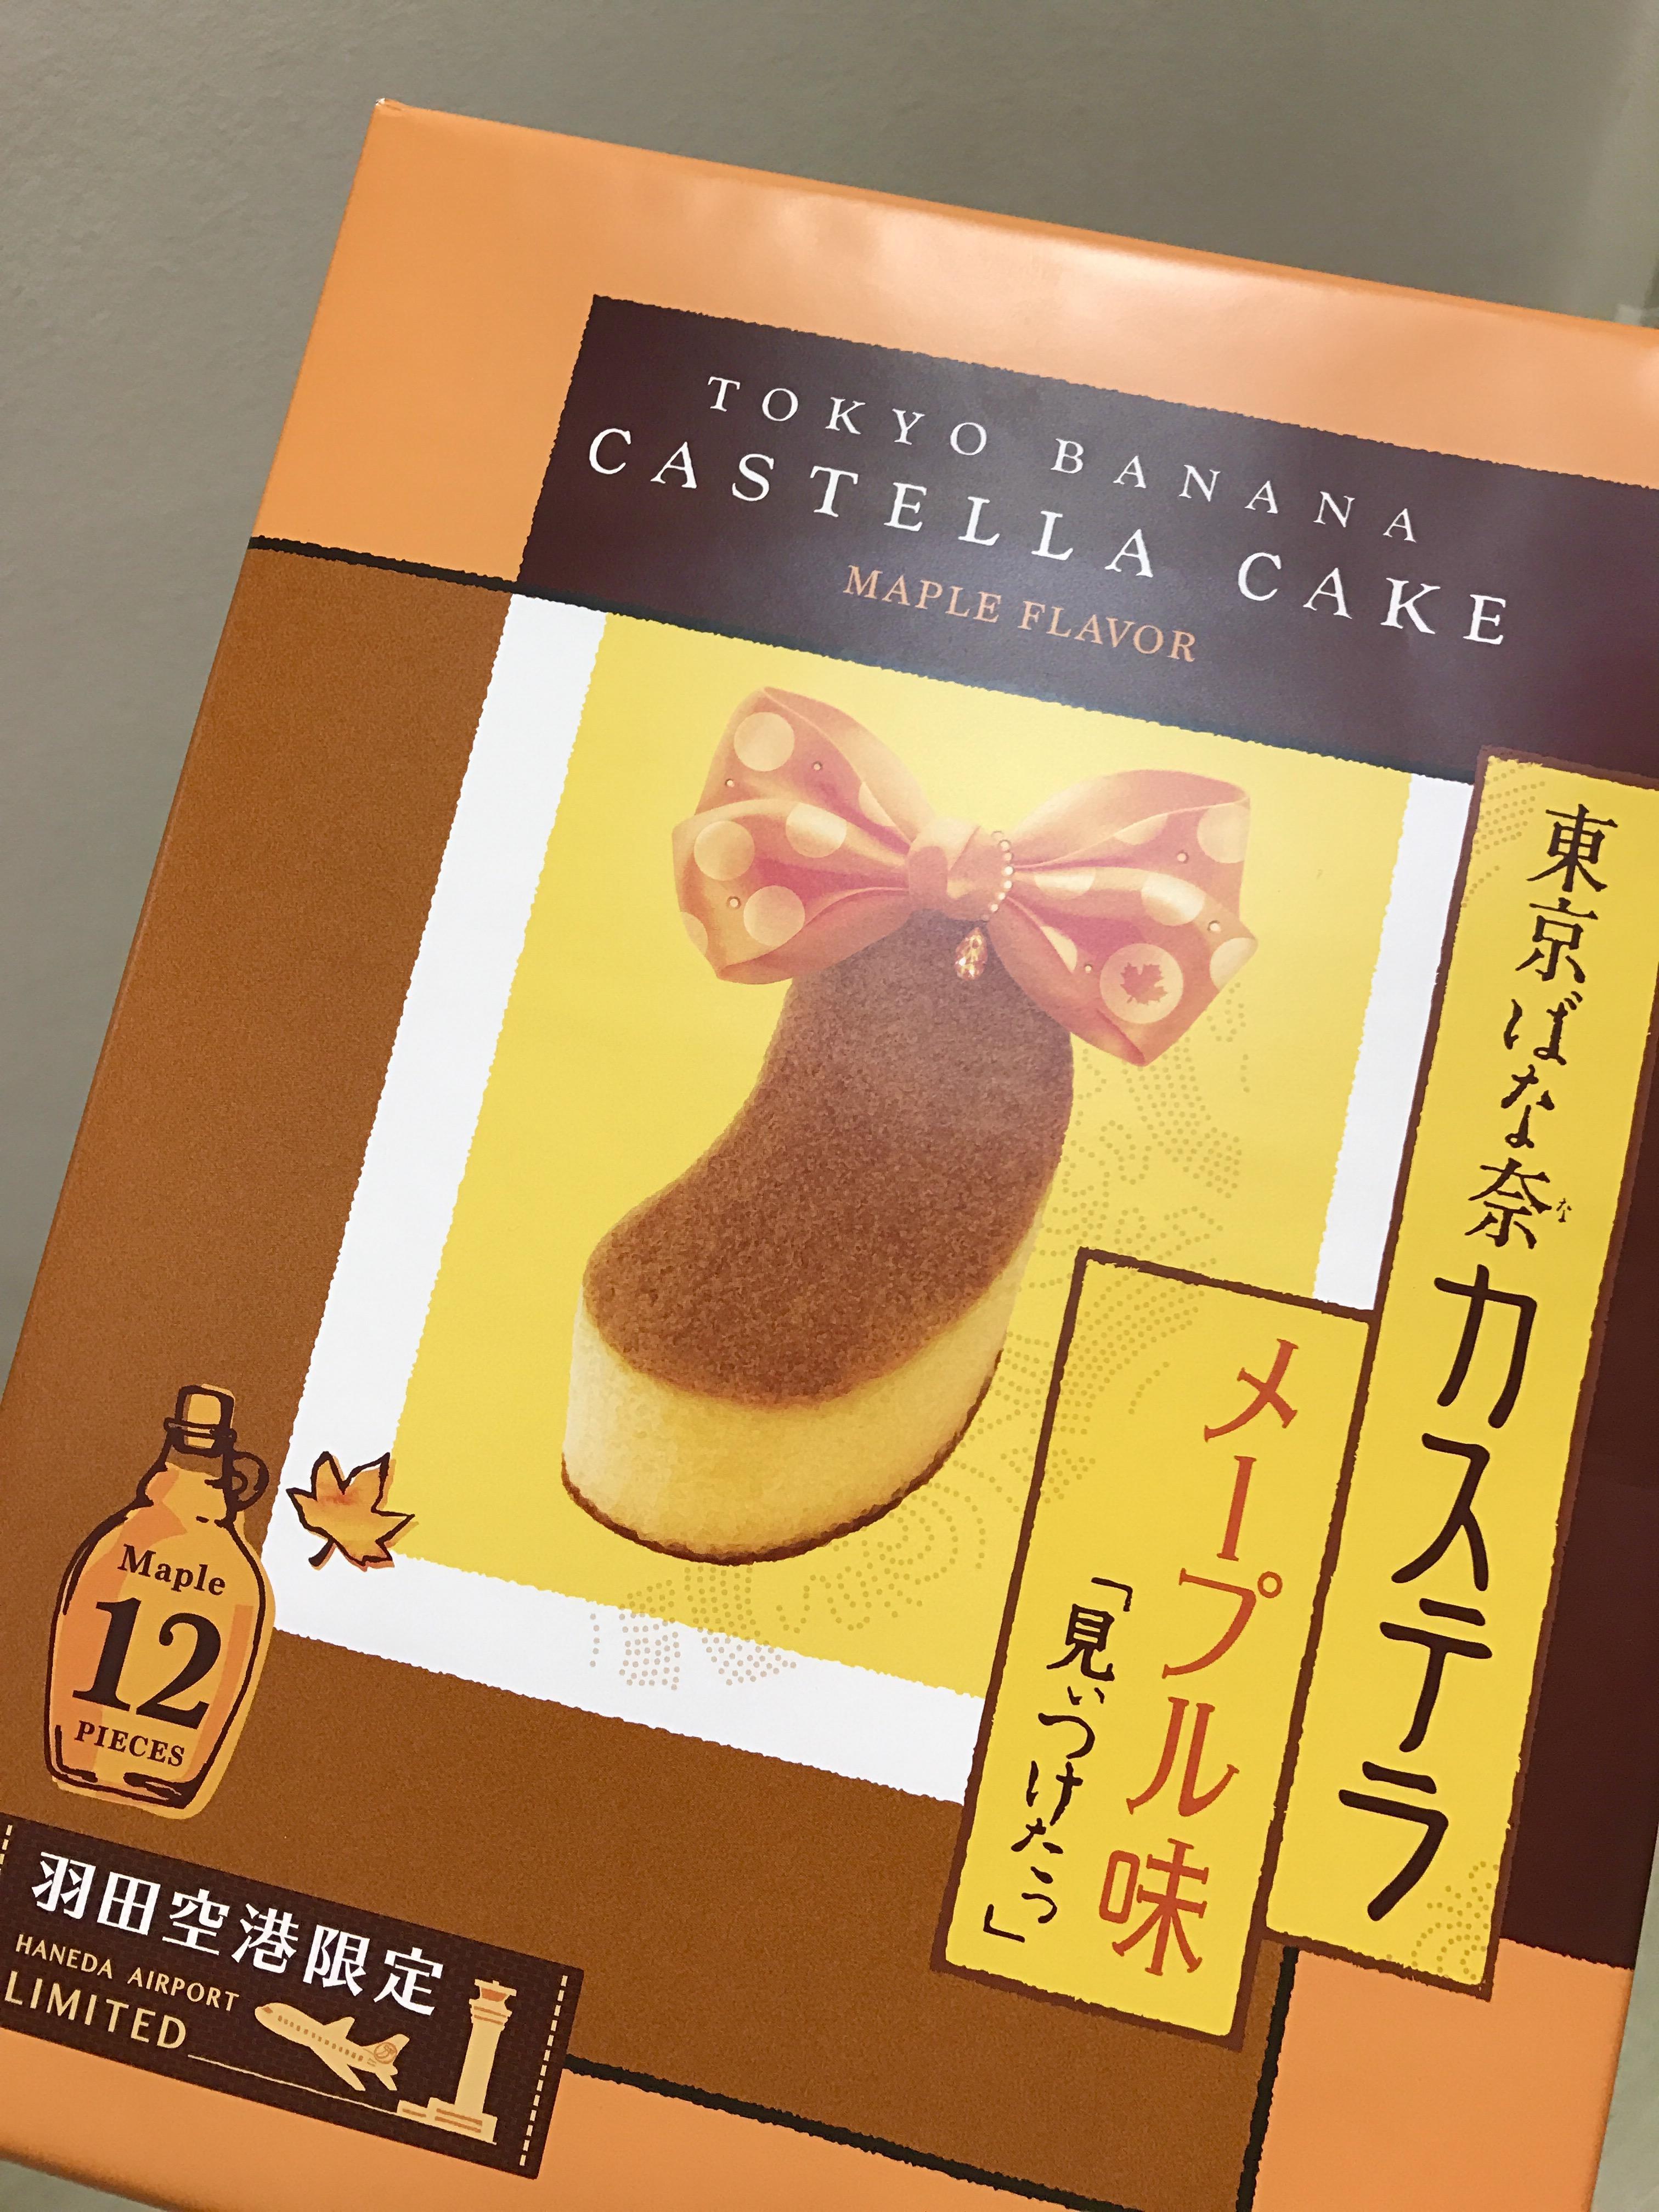 TOKYO BANANA
CASTELLA CAKE
MAPLE FLAVOR
東京ばな奈カステラ
な
メープル味
「見ぃつけたっ」
Maple
12
PIECES
羽田空港限定
HANEDA AIRPORT
LIMITED